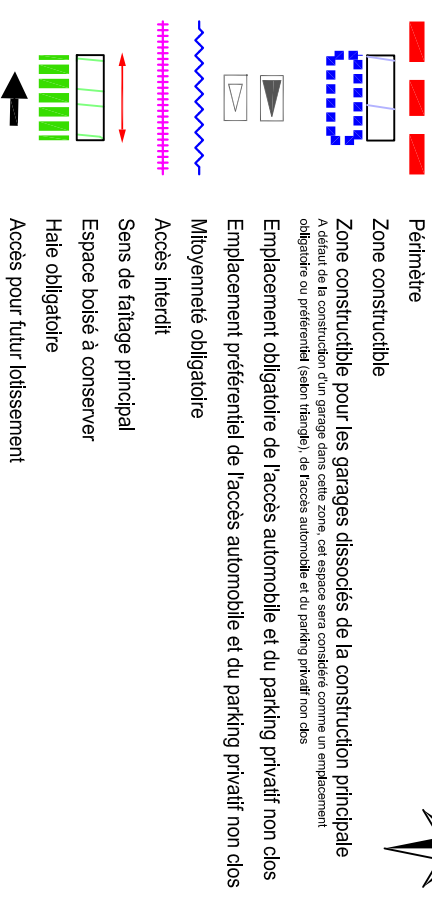 Périmètre
Zone constructible
Zone constructible pour les garages dissociés de la construction principale
A défaut de la construction d'un garage dans cette zone, cet espace sera considéré comme un emplacement
obligatoire ou préférentiel (selon triangle), de l'accès automobile et du parking privatif non clos
Emplacement obligatoire de l'accès automobile et du parking privatif non clos
Emplacement préférentiel de l'accès automobile et du parking privatif non clos
Mitoyenneté obligatoire
Accès interdit
Sens de faîtage principal
Espace boisé à conserver
Haie obligatoire
Accès pour futur lotissement